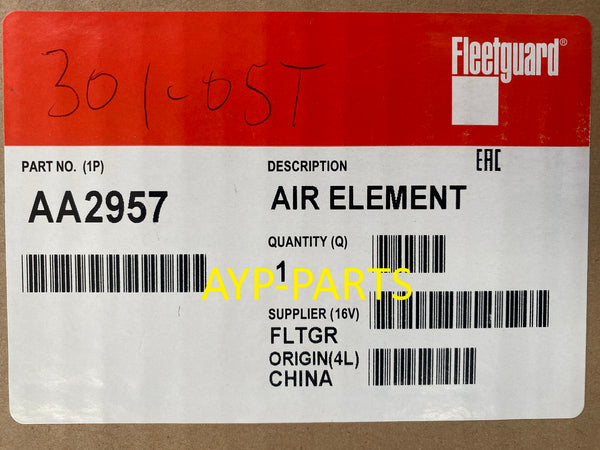 301-05T
Fleetguard®
PART NO. (1P)
AA2957
DESCRIPTION
EAC
AIR ELEMENT
QUANTITY (Q)
1
AYP-PARTS
SUPPLIER (16V)
FLTGR
ORIGIN(4L)
CHINA